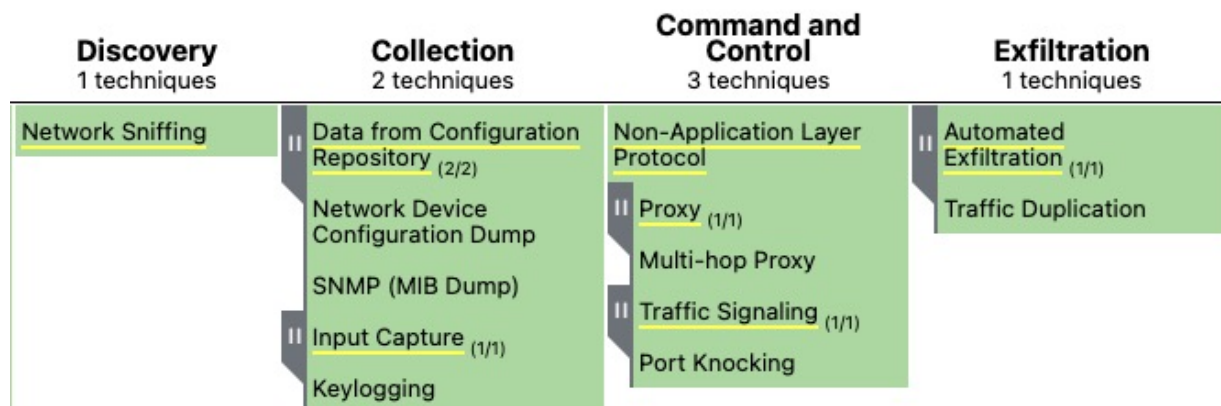 Discovery
1 techniques
Network Sniffing
Collection
2 techniques
Data from Configuration
Repository (2/2)
Network Device
Configuration Dump
SNMP (MIB Dump)
Input Capture (1/1)
Keylogging
Command and
Control
3 techniques
Non-Application Layer
Protocol
Proxy (1/1)
Multi-hop Proxy
Traffic Signaling (1/1)
Port Knocking
Exfiltration
1 techniques
Automated
Exfiltration (1/1)
Traffic Duplication